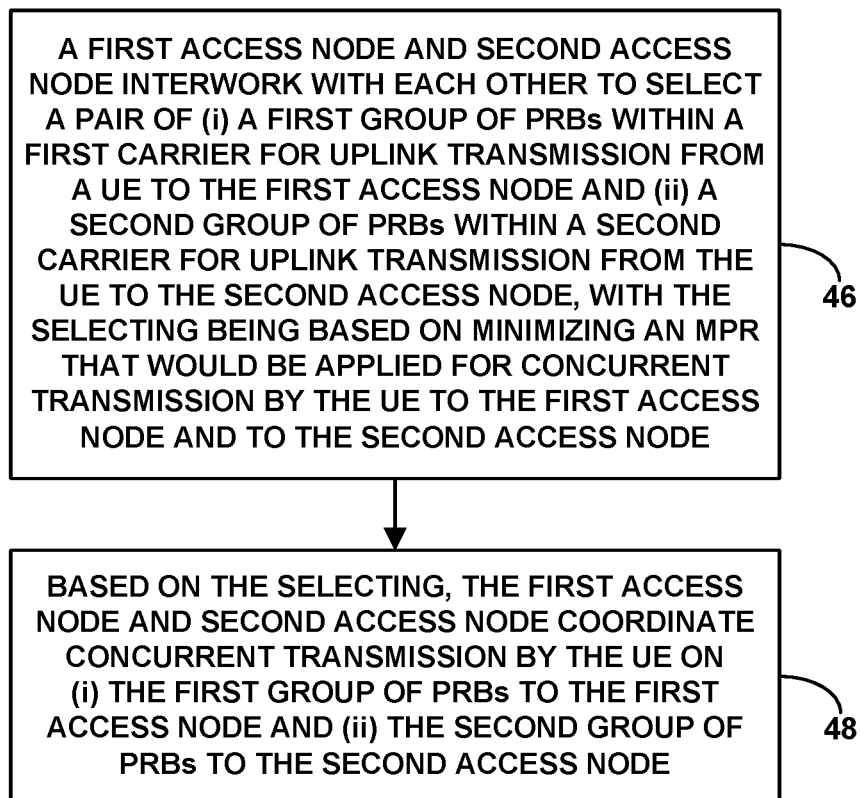 A FIRST ACCESS NODE AND SECOND ACCESS
NODE INTERWORK WITH EACH OTHER TO SELECT
A PAIR OF (i) A FIRST GROUP OF PRBs WITHIN A
FIRST CARRIER FOR UPLINK TRANSMISSION FROM
A UE TO THE FIRST ACCESS NODE AND (ii) A
SECOND GROUP OF PRBs WITHIN A SECOND
CARRIER FOR UPLINK TRANSMISSION FROM THE
UE TO THE SECOND ACCESS NODE, WITH THE
SELECTING BEING BASED ON MINIMIZING AN MPR
THAT WOULD BE APPLIED FOR CONCURRENT
TRANSMISSION BY THE UE TO THE FIRST ACCESS
NODE AND TO THE SECOND ACCESS NODE
46
BASED ON THE SELECTING, THE FIRST ACCESS
NODE AND SECOND ACCESS NODE COORDINATE
CONCURRENT TRANSMISSION BY THE UE ON
(i) THE FIRST GROUP OF PRBs TO THE FIRST
ACCESS NODE AND (ii) THE SECOND GROUP OF
PRBs TO THE SECOND ACCESS NODE
48